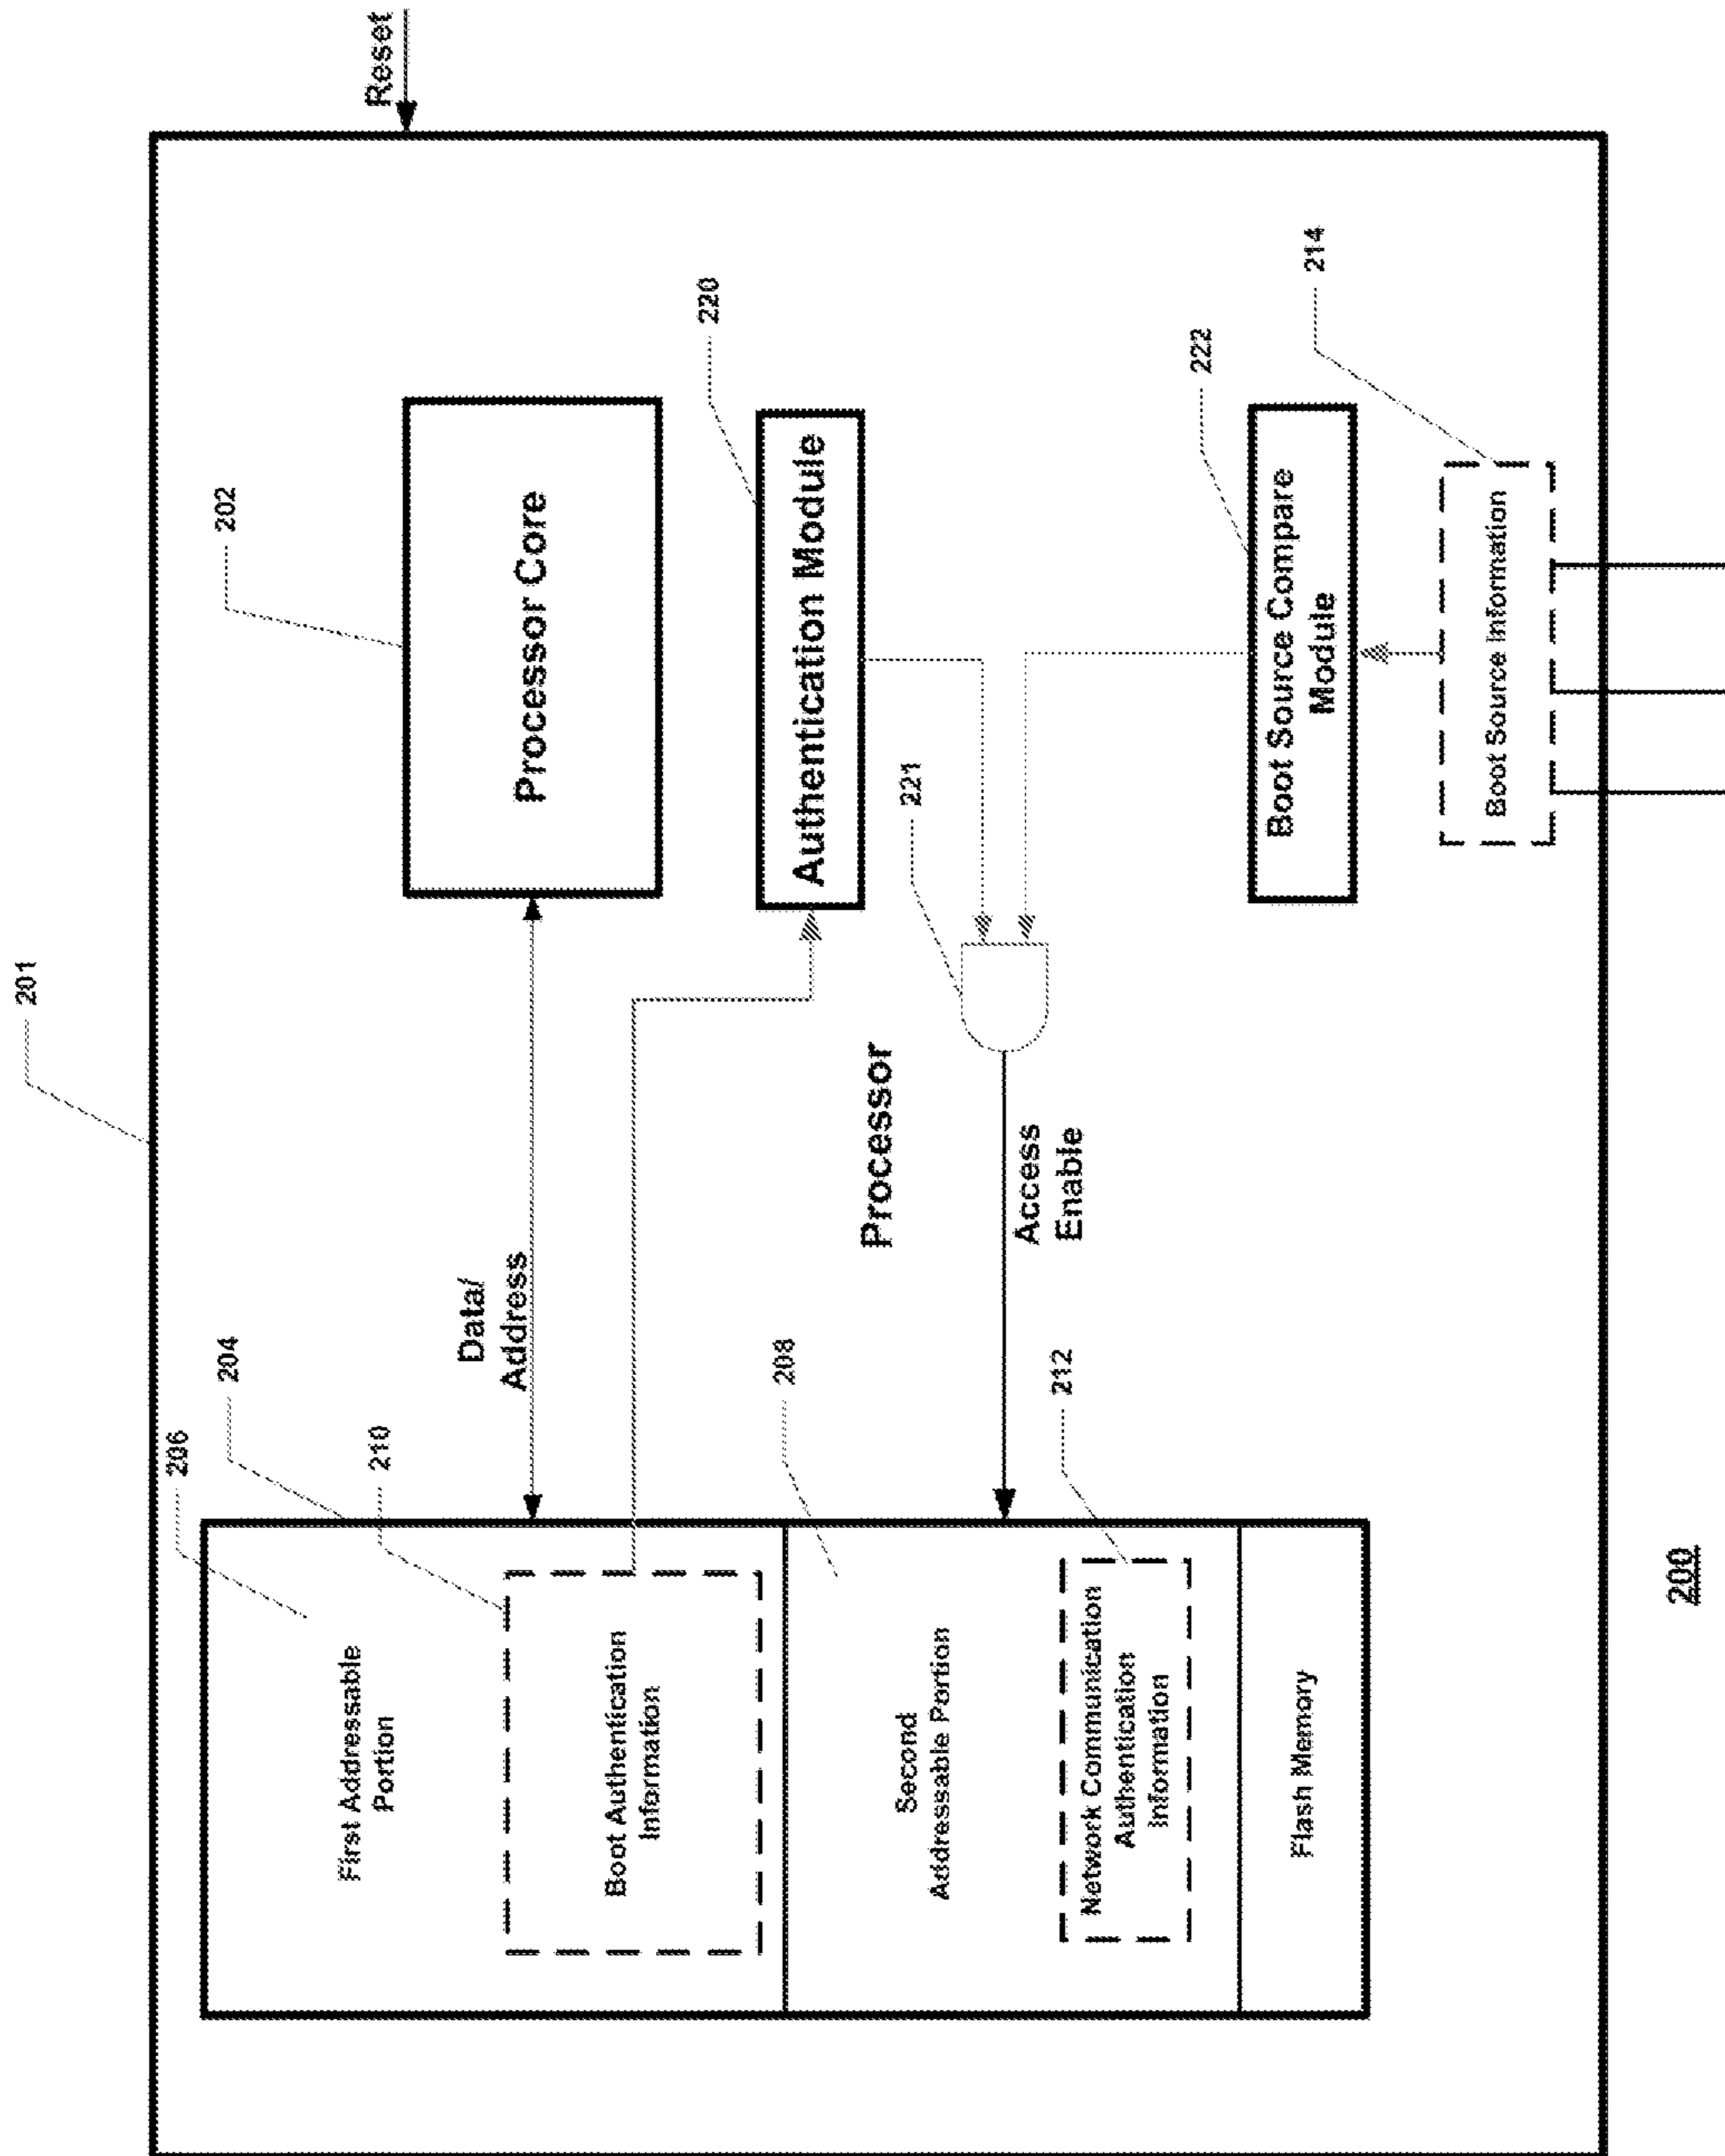 201
Reset
206
204
210
Data/
Address
202
Processor Core
First Addressable
Portion
Boot Authentication
Information
220
Authentication Module
Processor
221
208
Access
Enable
212
Second
Addressable Portion
Network Communication
Authentication
Information
222
Boot Source Compare
Module
214
Boot Source Information
Flash Memory
200